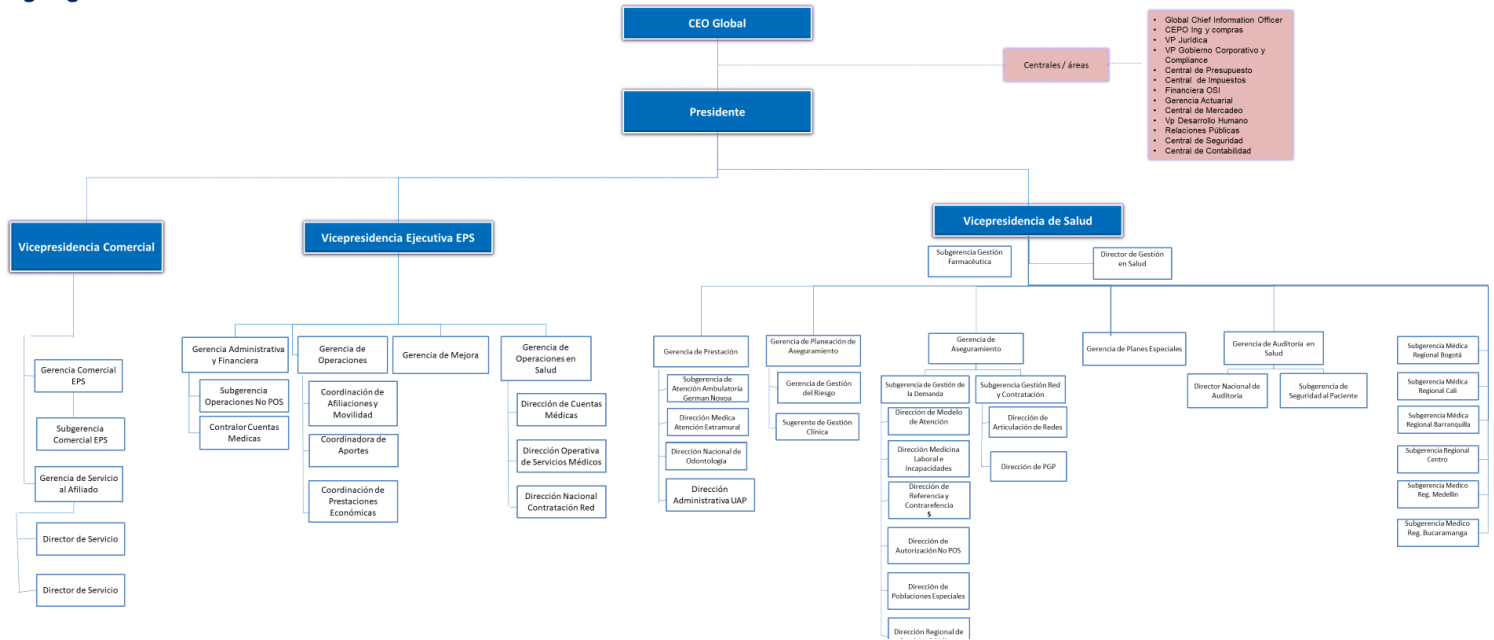 CEO Global
Centrales / áreas
• Global Chief Information Officer
• CEPO Ing y compras
• VP Jurídica
• VP Gobierno Corporativo y
Compliance
• Central de Presupuesto
• Central de Impuestos
• Financiera OSI
• Gerencia Actuarial
• Central de Mercadeo
• Vp Desarrollo Humano
• Relaciones Públicas
• Central de Seguridad
• Central de Contabilidad
Presidente
Vicepresidencia Comercial
Gerencia Comercial
EPS
Subgerencia
Comercial EPS
Gerencia de Servicio
al Afiliado
Director de Servicio
Director de Servicio
Vicepresidencia Ejecutiva EPS
Gerencia Administrativa
y Financiera
Subgerencia
Operaciones No POS
Contralor Cuentas
Medicas
Gerencia de
Operaciones
Coordinación de
Afiliaciones y
Movilidad
Coordinadora de
Aportes
Coordinación de
Prestaciones
Económicas
Gerencia de Mejora
Gerencia de
Operaciones en
Salud
Dirección de Cuentas
Médicas
Dirección Operativa
de Servicios Médicos
Dirección Nacional
Contratación Red
Vicepresidencia de Salud
Subgerencia Gestión
Farmacéutica
Director de Gestión
en Salud
Gerencia de Prestación
Subgerencia de
Atención Ambulatoria
German Novoa
Dirección Medica
Atención Extramural
Dirección Nacional de
Odontología
Dirección
Administrativa UAP
Gerencia de Planeación de
Aseguramiento
Gerencia de Gestión
del Riesgo
Sugerente de Gestión
Clínica
Gerencia de
Aseguramiento
Subgerencia de Gestión de
la Demanda
Dirección de Modelo
de Atención
Dirección Medicina
Laboral e
Incapacidades
Dirección de
Referencia y
Contrarefencia
S
Dirección de
Autorización No POS
Dirección de
Poblaciones Especiales
Dirección Regional de
Subgerencia Gestión Red
y Contratación
Dirección de
Articulación de Redes
Dirección de PGP
Gerencia de Planes Especiales
Gerencia de Auditoría en
Salud
Director Nacional de
Auditoría
Subgerencia de
Seguridad al Paciente
Subgerencia Médica
Regional Bogotá
Subgerencia Médica
Regional Cali
Subgerencia Médica
Regional Barranquilla
Subgerencia Regional
Centro
Subgerencia Medico
Reg. Medellín
Subgerencia Medico
Reg. Bucaramanga